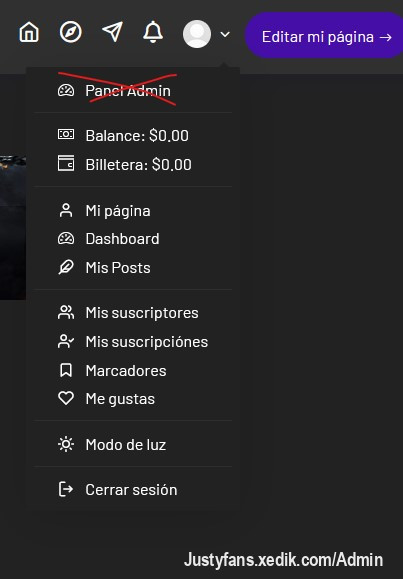 Editar mi página →
Panel Admin
Balance: $0.00
Billetera: $0.00
Mi página
Dashboard
Mis Posts
Mis suscriptores
Mis suscripciónes
Marcadores
Me gustas
Modo de luz
Cerrar sesión
Justyfans.xedik.com/Admin